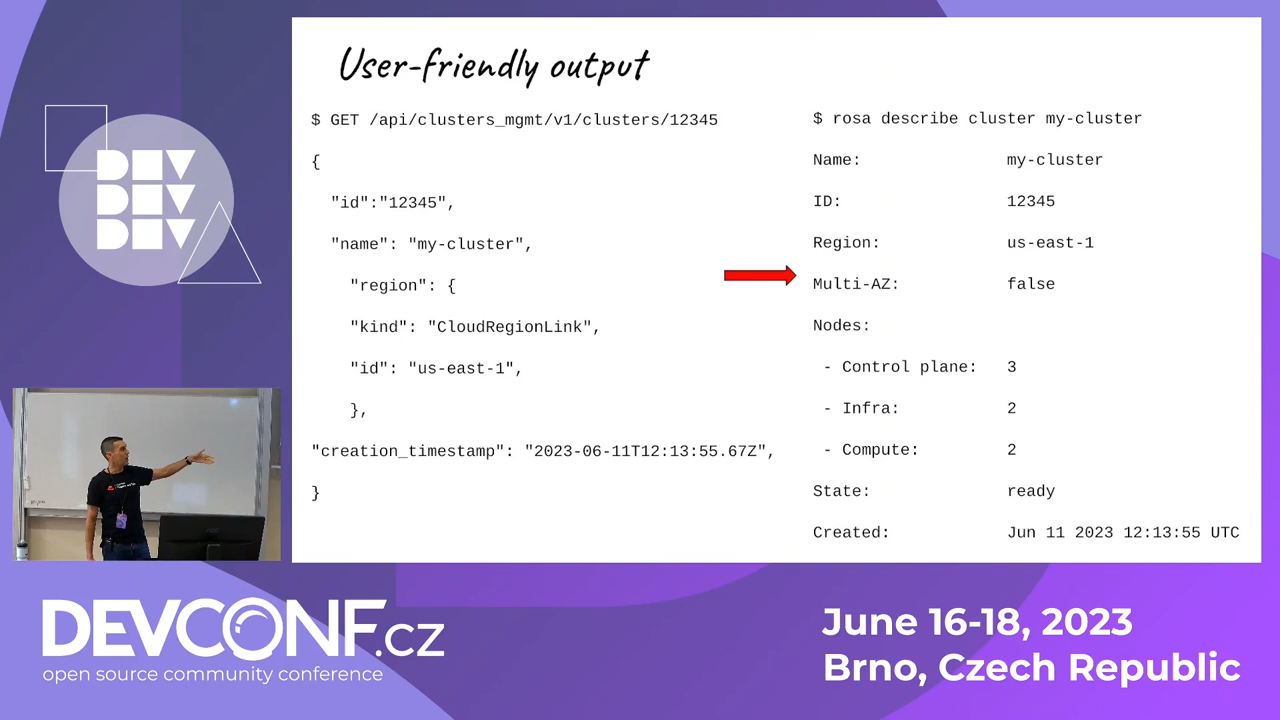 User-friendly output
$ GET /api/clusters_mgmt/v1/clusters/12345
{
"id":"12345",
"name": "my-cluster",
"region": {
"kind": "CloudRegionLink",
"id": "us-east-1",
},
"creation_timestamp": "2023-06-11T12:13:55.67Z",
}
$ rosa describe cluster my-cluster
Name: my-cluster
ID: 12345
Region: us-east-1
Multi-AZ: false
Nodes:
- Control plane: 3
- Infra: 2
- Compute: 2
State: ready
Created: Jun 11 2023 12:13:55 UTC
DEV
DEV
DEV
DEVCONF.cz
open source community conference
June 16-18, 2023
Brno, Czech Republic